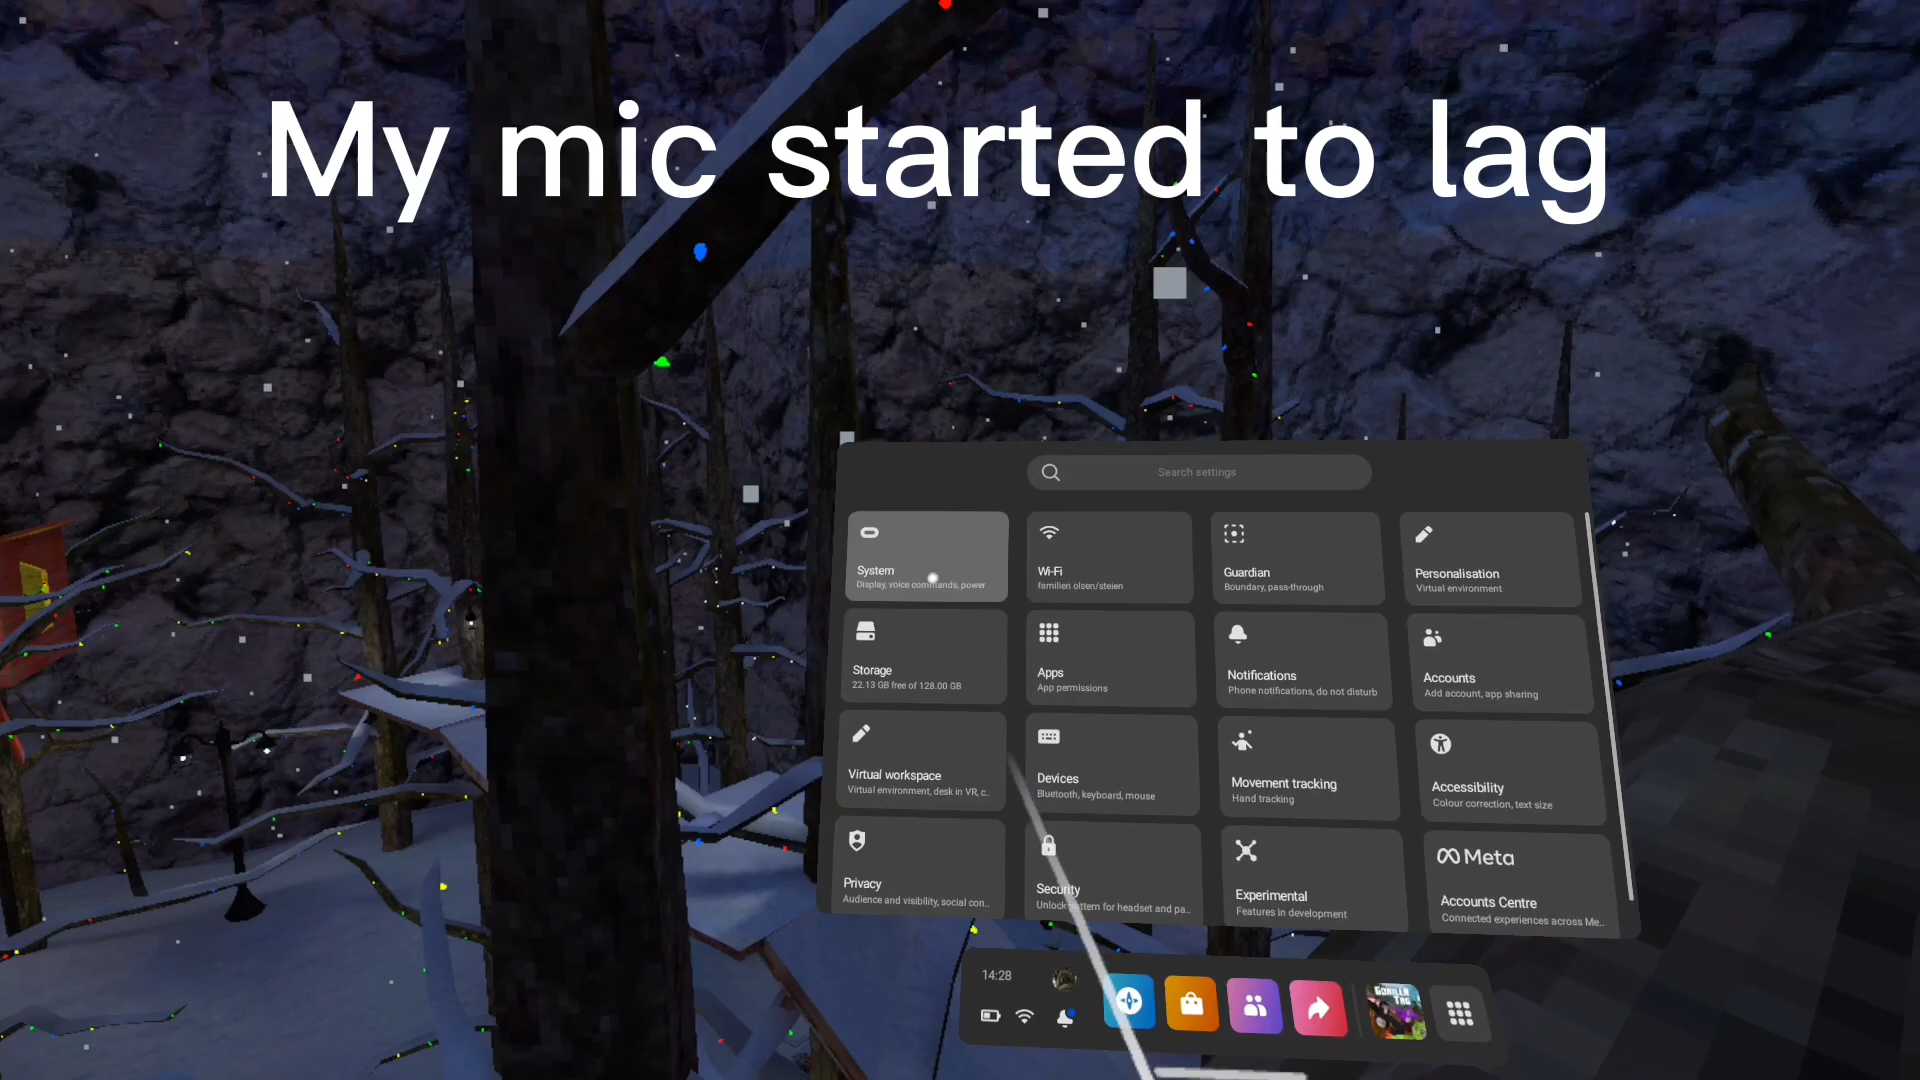 My mic started to lag
Search settings
System
Display, voice commands, power
Wi-Fi
familien olsen/steien
Guardian
Boundary, pass-through
Personalisation
Virtual environment
Storage
22.13 GB free of 128.00 GB
Apps
App permissions
Notifications
Phone notifications, do not disturb
Accounts
Add account, app sharing
Virtual workspace
Virtual environment, desk in VR, c..
Devices
Bluetooth, keyboard, mouse
Movement tracking
Hand tracking
Accessibility
Colour correction, text size
Privacy
Audience and visibility, social con..
Security
Unlock pattern for headset and pa..
Experimental
Features in development
Meta
Accounts Centre
Connected experiences across Me..
14:28
GORILLA TAG